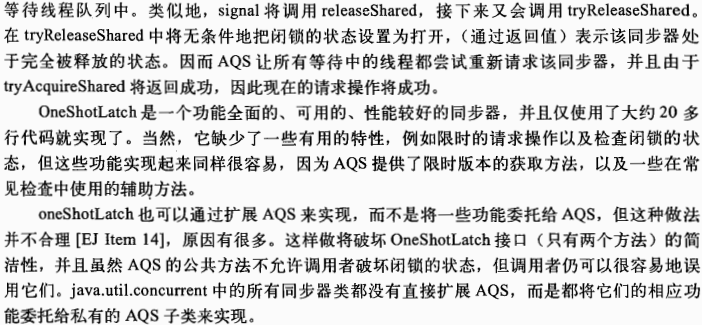 等待线程队列中。类似地，signal 将调用 releaseShared，接下来又会调用 tryReleaseShared。
在 tryReleaseShared 中将无条件地把闭锁的状态设置为打开，（通过返回值）表示该同步器处
于完全被释放的状态。因而 AQS 让所有等待中的线程都尝试重新请求该同步器，并且由于
tryAcquireShared 将返回成功，因此现在的请求操作将成功。
OneShotLatch 是一个功能全面的、可用的、性能较好的同步器，并且仅使用了大约 20 多
行代码就实现了。当然，它缺少了一些有用的特性，例如限时的请求操作以及检查闭锁的状
态，但这些功能实现起来同样很容易，因为 AQS 提供了限时版本的获取方法，以及一些在常
见检查中使用的辅助方法。
oneShotLatch 也可以通过扩展 AQS 来实现，而不是将一些功能委托给 AQS，但这种做法
并不合理 [EJ Item 14]，原因有很多。这样做将破坏 OneShotLatch 接口（只有两个方法）的简
洁性，并且虽然 AQS 的公共方法不允许调用者破坏闭锁的状态，但调用者仍可以很容易地误
用它们。java.util.concurrent 中的所有同步器类都没有直接扩展 AQS，而是都将它们的相应功
能委托给私有的 AQS 子类来实现。